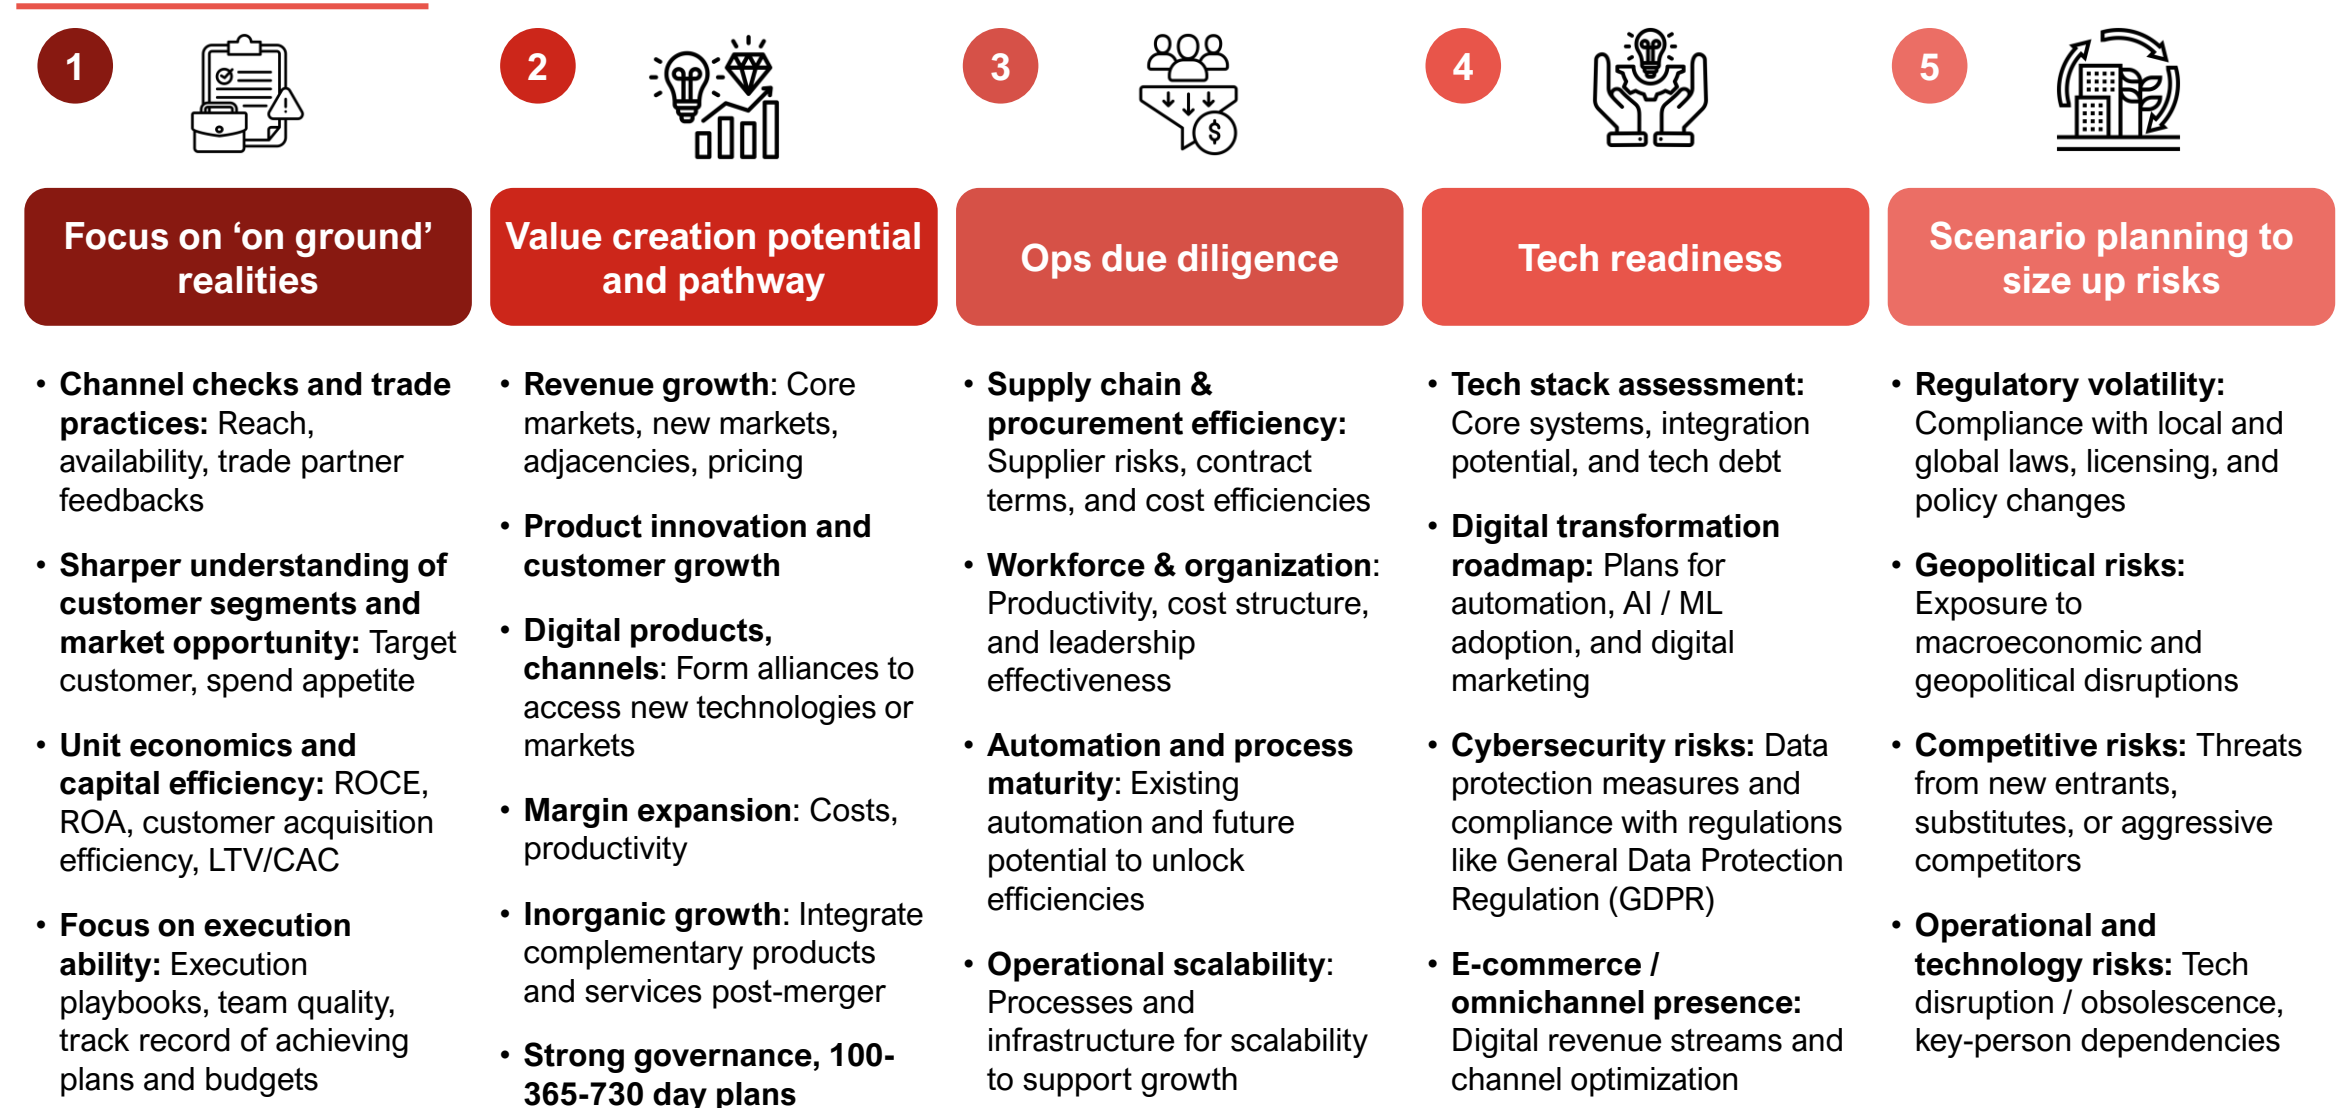 1
Focus on ‘on ground’
realities
• Channel checks and trade
practices: Reach,
availability, trade partner
feedbacks
• Sharper understanding of
customer segments and
market opportunity: Target
customer, spend appetite
• Unit economics and
capital efficiency: ROCE,
ROA, customer acquisition
efficiency, LTV/CAC
• Focus on execution
ability: Execution
playbooks, team quality,
track record of achieving
plans and budgets
2
Value creation potential
and pathway
• Revenue growth: Core
markets, new markets,
adjacencies, pricing
• Product innovation and
customer growth
• Digital products,
channels: Form alliances to
access new technologies or
markets
• Margin expansion: Costs,
productivity
• Inorganic growth: Integrate
complementary products
and services post-merger
• Strong governance, 100-
365-730 day plans
3
$
Ops due diligence
• Supply chain &
procurement efficiency:
Supplier risks, contract
terms, and cost efficiencies
• Workforce & organization:
Productivity, cost structure,
and leadership
effectiveness
• Automation and process
maturity: Existing
automation and future
potential to unlock
efficiencies
• Operational scalability:
Processes and
infrastructure for scalability
to support growth
4
Tech readiness
• Tech stack assessment:
Core systems, integration
potential, and tech debt
• Digital transformation
roadmap: Plans for
automation, AI / ML
adoption, and digital
marketing
• Cybersecurity risks: Data
protection measures and
compliance with regulations
like General Data Protection
Regulation (GDPR)
• E-commerce /
omnichannel presence:
Digital revenue streams and
channel optimization
5
Scenario planning to
size up risks
• Regulatory volatility:
Compliance with local and
global laws, licensing, and
policy changes
• Geopolitical risks:
Exposure to
macroeconomic and
geopolitical disruptions
• Competitive risks: Threats
from new entrants,
substitutes, or aggressive
competitors
• Operational and
technology risks: Tech
disruption / obsolescence,
key-person dependencies